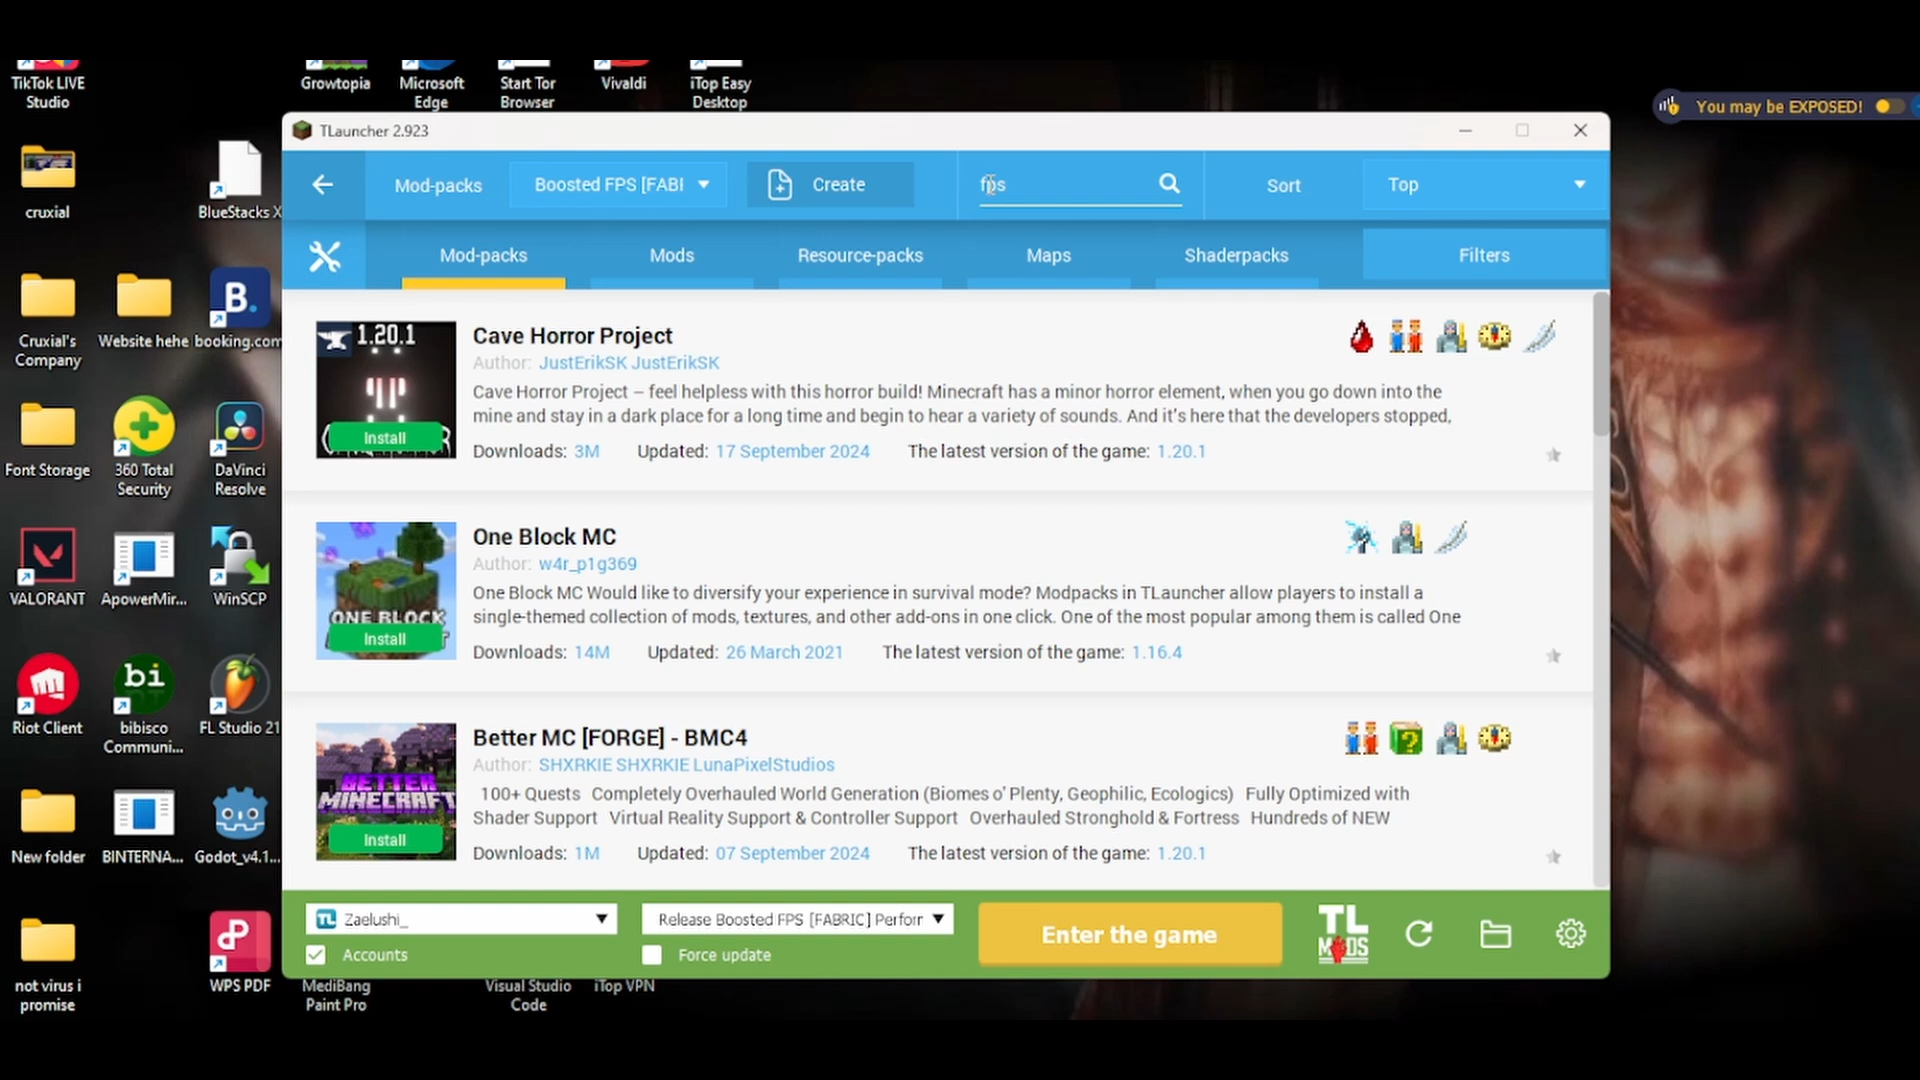 TikTok LIVE
Studio
Growtopia
Microsoft
Edge
Start Tor
Browser
Vivaldi
iTop Easy
Desktop
You may be EXPOSED!
cruxial
BlueStacks X
Cruxial's
Company
Website hehe
booking.com
Font Storage
360 Total
Security
DaVinci
Resolve
VALORANT
ApowerMir...
WinSCP
Riot Client
bi
bibisco
Communi...
FL Studio 21
New folder
BINTERNA...
Godot_v4.1...
not virus i
promise
WPS PDF
MediBang
Paint Pro
Visual Studio
Code
iTop VPN
TLauncher 2.923
Mod-packs
Boosted FPS [FABI
Create
fps
Sort
Top
Mod-packs
Mods
Resource-packs
Maps
Shaderpacks
Filters
1.20.1
Install
Cave Horror Project
Author: JustErikSK JustErikSK
Cave Horror Project – feel helpless with this horror build! Minecraft has a minor horror element, when you go down into the
mine and stay in a dark place for a long time and begin to hear a variety of sounds. And it's here that the developers stopped,
Downloads: 3M Updated: 17 September 2024 The latest version of the game: 1.20.1
ONE BLOCK
Install
One Block MC
Author: w4r_p1g369
One Block MC Would like to diversify your experience in survival mode? Modpacks in TLauncher allow players to install a
single-themed collection of mods, textures, and other add-ons in one click. One of the most popular among them is called One
Downloads: 14M Updated: 26 March 2021 The latest version of the game: 1.16.4
BETTER
MINECRAFT
Install
Better MC [FORGE] - BMC4
Author: SHXRKIE SHXRKIE LunaPixelStudios
100+ Quests Completely Overhauled World Generation (Biomes o' Plenty, Geophilic, Ecologics) Fully Optimized with
Shader Support Virtual Reality Support & Controller Support Overhauled Stronghold & Fortress Hundreds of NEW
Downloads: 1M Updated: 07 September 2024 The latest version of the game: 1.20.1
TL Zaelushi_
Accounts
Release Boosted FPS [FABRIC] Perforr
Force update
Enter the game
TL
MODS